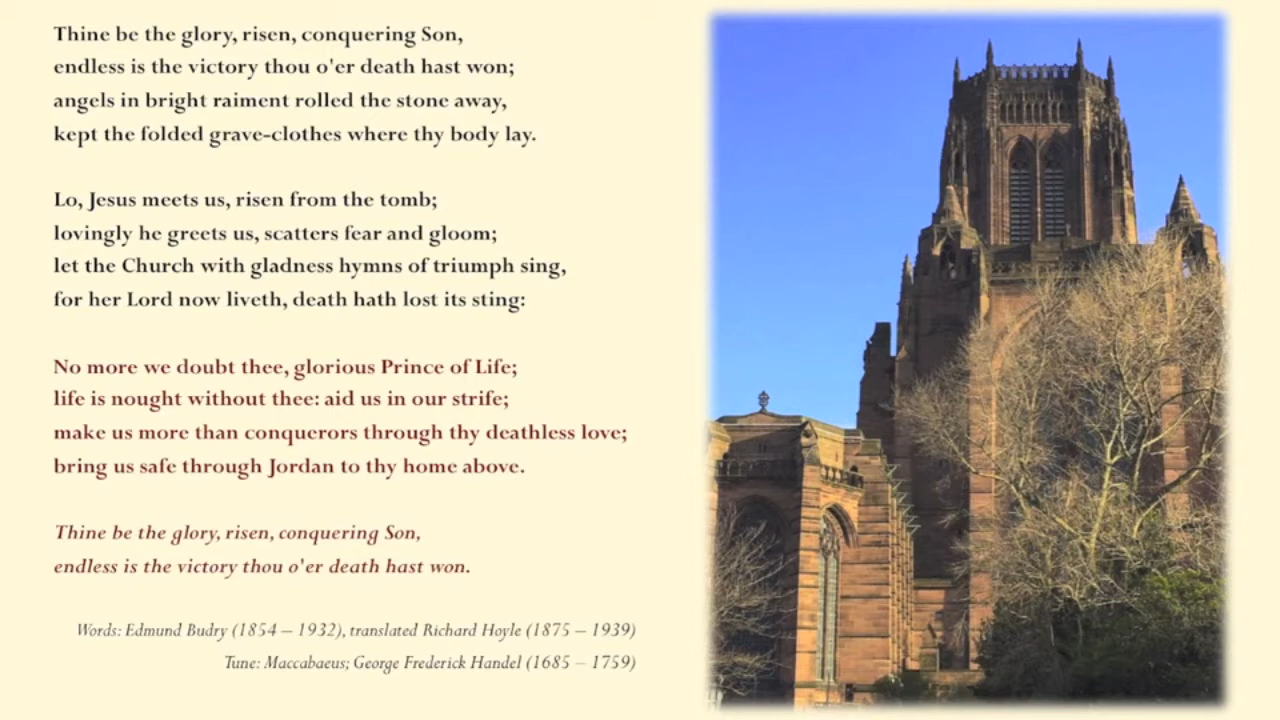 Thine be the glory, risen, conquering Son,
endless is the victory thou o'er death hast won;
angels in bright raiment rolled the stone away,
kept the folded grave-clothes where thy body lay.
Lo, Jesus meets us, risen from the tomb;
lovingly he greets us, scatters fear and gloom;
let the Church with gladness hymns of triumph sing,
for her Lord now liveth, death hath lost its sting:
No more we doubt thee, glorious Prince of Life;
life is nought without thee: aid us in our strife;
make us more than conquerors through thy deathless love;
bring us safe through Jordan to thy home above.
Thine be the glory, risen, conquering Son,
endless is the victory thou o'er death hast won.
Words: Edmund Budry (1854 – 1932), translated Richard Hoyle (1875 – 1939)
Tune: Maccabaeus; George Frederick Handel (1685 – 1759)